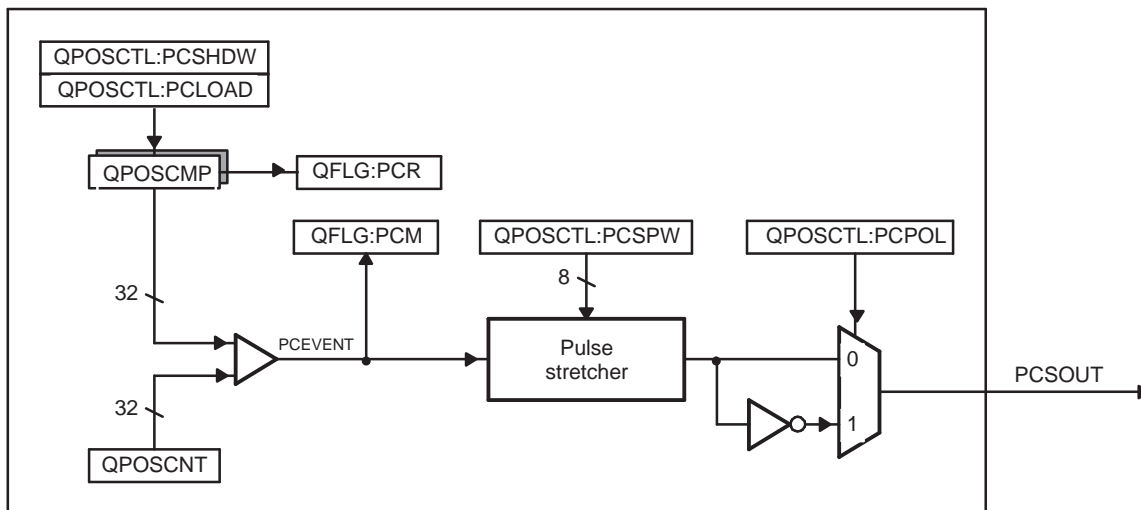 QPOSCTL:PCSHDW
QPOSCTL:PCLOAD
QPOSCMP
QFLG:PCR
QFLG:PCM
QPOSCTL:PCSPW
QPOSCTL:PCPOL
32
8
PCEVENT
Pulse
stretcher
0
PCSOUT
32
1
QPOSCNT